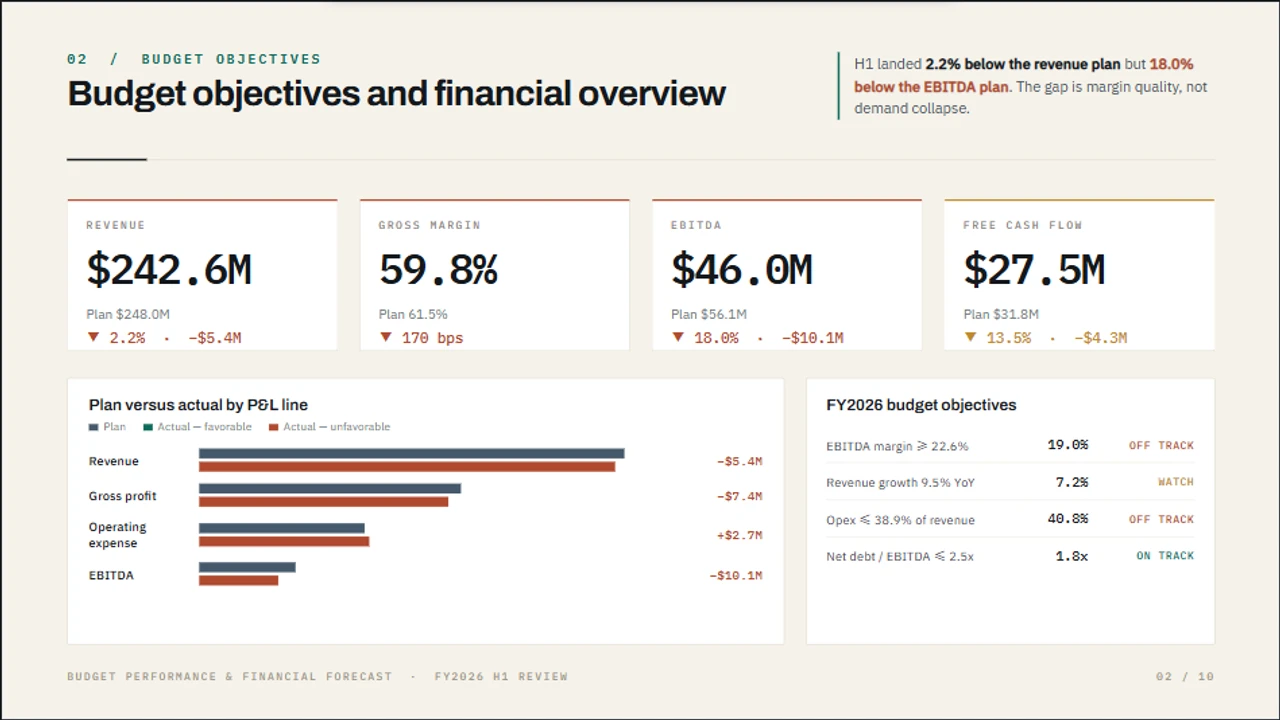 02 / BUDGET OBJECTIVES
Budget objectives and financial overview
H1 landed 2.2% below the revenue plan but 18.0%
below the EBITDA plan. The gap is margin quality, not
demand collapse.
REVENUE
$242.6M
Plan $248.0M
▼ 2.2% · −$5.4M
GROSS MARGIN
59.8%
Plan 61.5%
▼ 170 bps
EBITDA
$46.0M
Plan $56.1M
▼ 18.0% · −$10.1M
FREE CASH FLOW
$27.5M
Plan $31.8M
▼ 13.5% · −$4.3M
Plan versus actual by P&L line
Plan Actual — favorable Actual — unfavorable
Revenue −$5.4M
Gross profit −$7.4M
Operating
expense +$2.7M
EBITDA −$10.1M
FY2026 budget objectives
EBITDA margin ⩾ 22.6% 19.0% OFF TRACK
Revenue growth 9.5% YoY 7.2% WATCH
Opex ⩽ 38.9% of revenue 40.8% OFF TRACK
Net debt / EBITDA ⩽ 2.5x 1.8x ON TRACK
BUDGET PERFORMANCE & FINANCIAL FORECAST · FY2026 H1 REVIEW
02 / 10